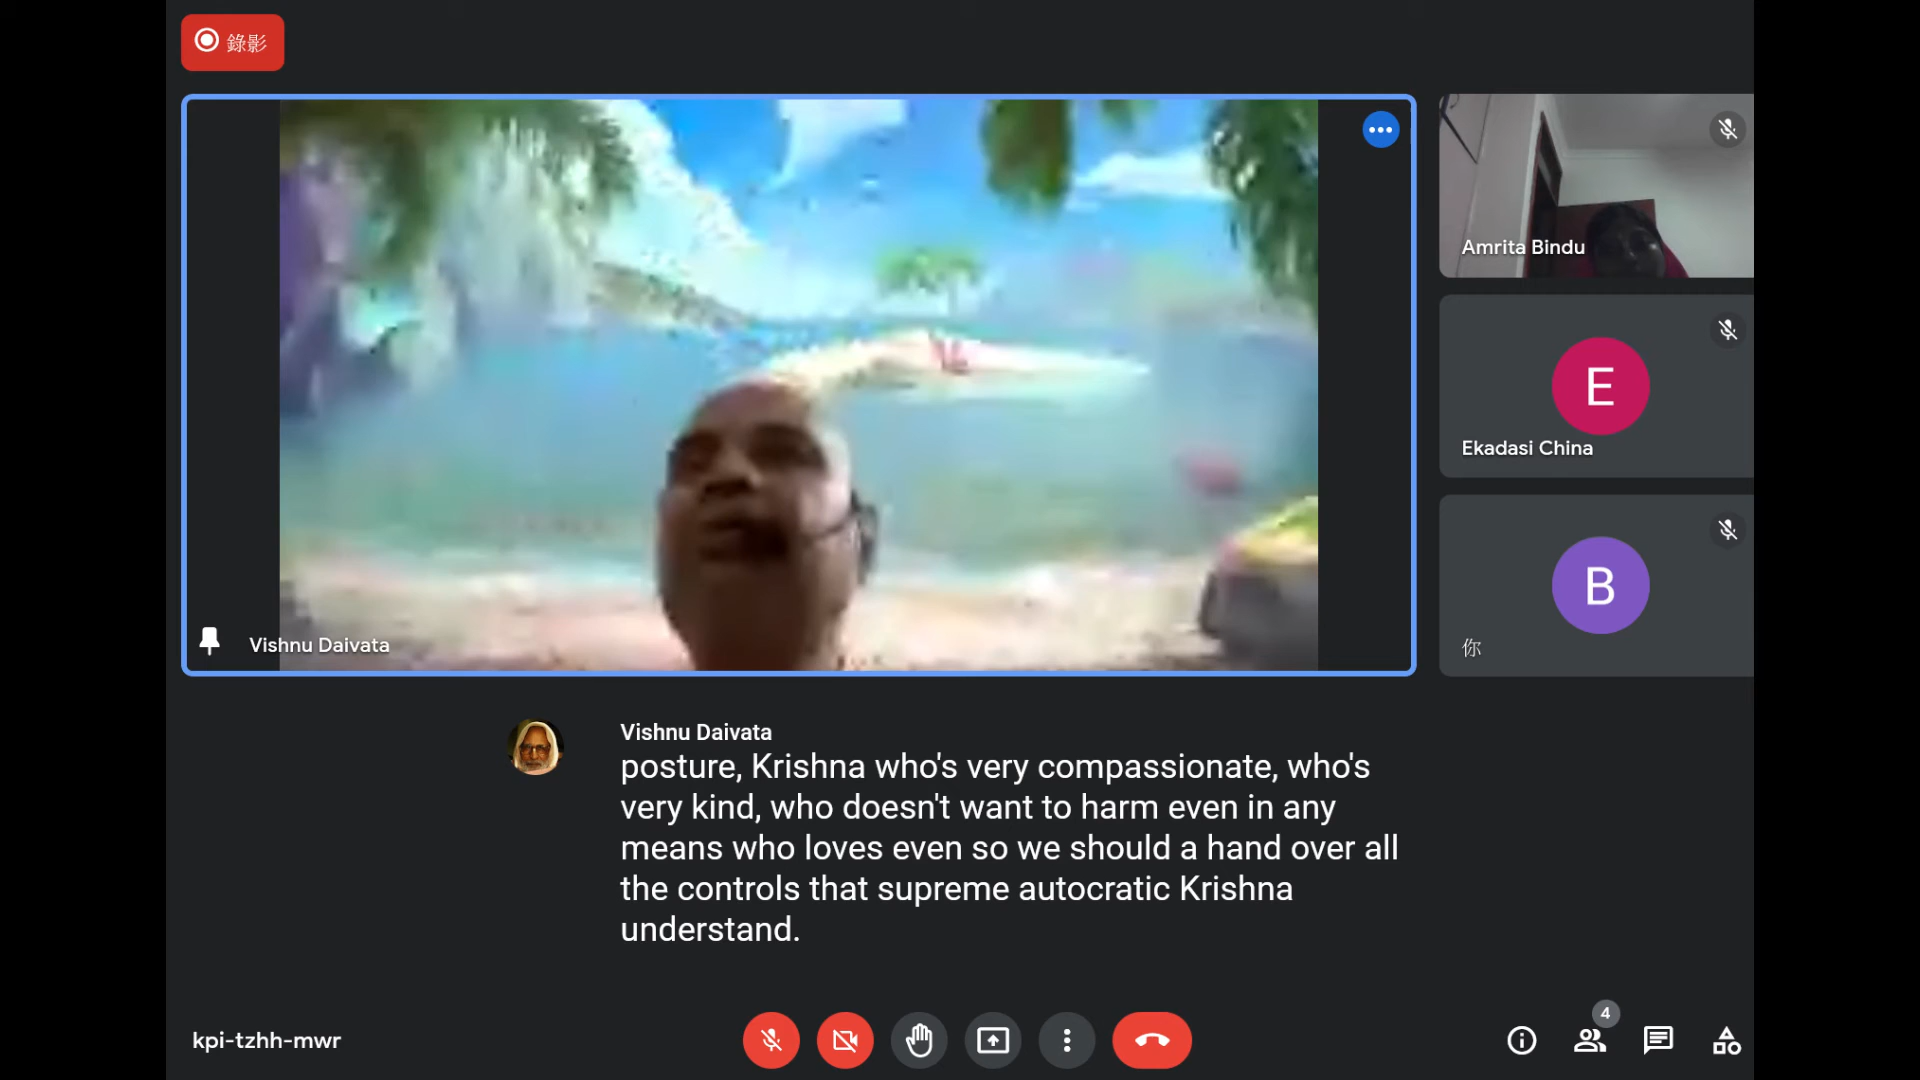 錄影
Amrita Bindu
E
Ekadasi China
B
你
Vishnu Daivata
Vishnu Daivata
posture, Krishna who's very compassionate, who's
very kind, who doesn't want to harm even in any
means who loves even so we should a hand over all
the controls that supreme autocratic Krishna
understand.
kpi-tzhh-mwr
4